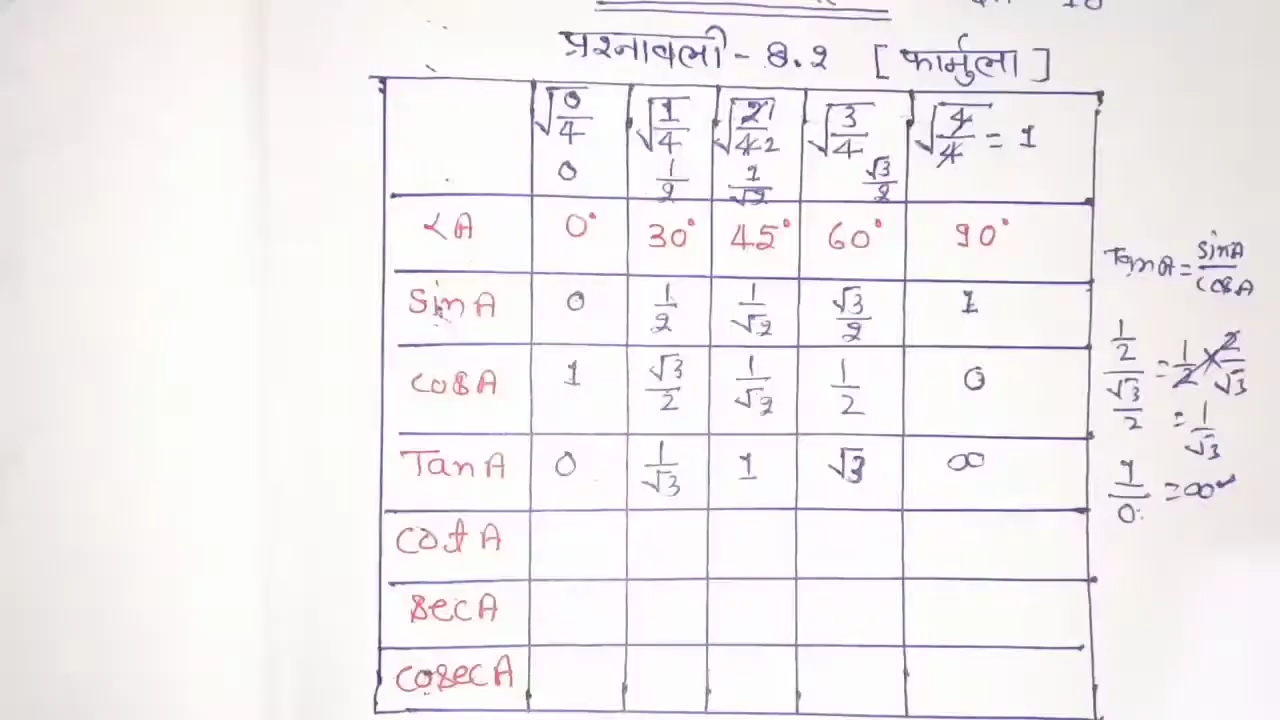 प्रश्नावली - 8.2 [फार्मुला]
√0/4 √1/4 √2/4 1 2 √3/4 √4/4 = 1
0 1/2 1/√2 √3/2
∠A 0° 30° 45° 60° 90°
SinA 0 1/2 1/√2 √3/2 1
CosA 1 √3/2 1/√2 1/2 0
TanA 0 1/√3 1 √3 ∞
CotA
SecA
CosecA
TanA = SinA/CosA
1/2 / √3/2 = 1/2 × 2/√3
= 1/√3
1/0 = ∞